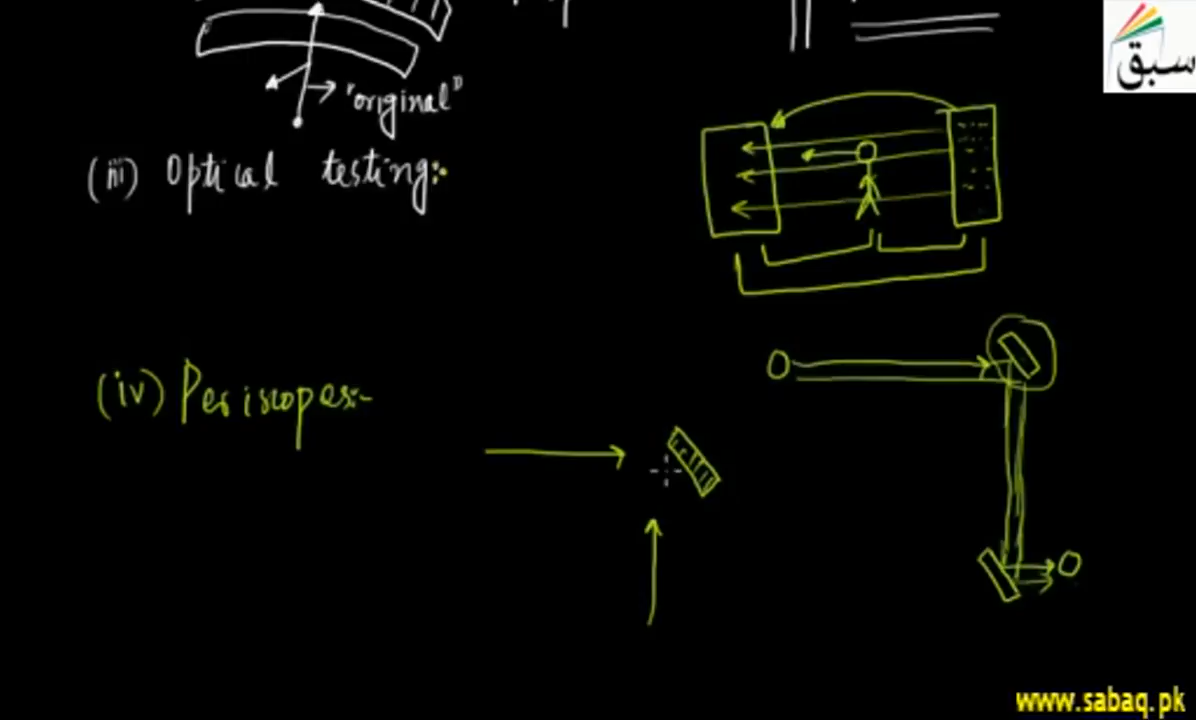 سبق
"original"
(iii) Optical testing:
(iv) Periscopes:-
www.sabaq.pk